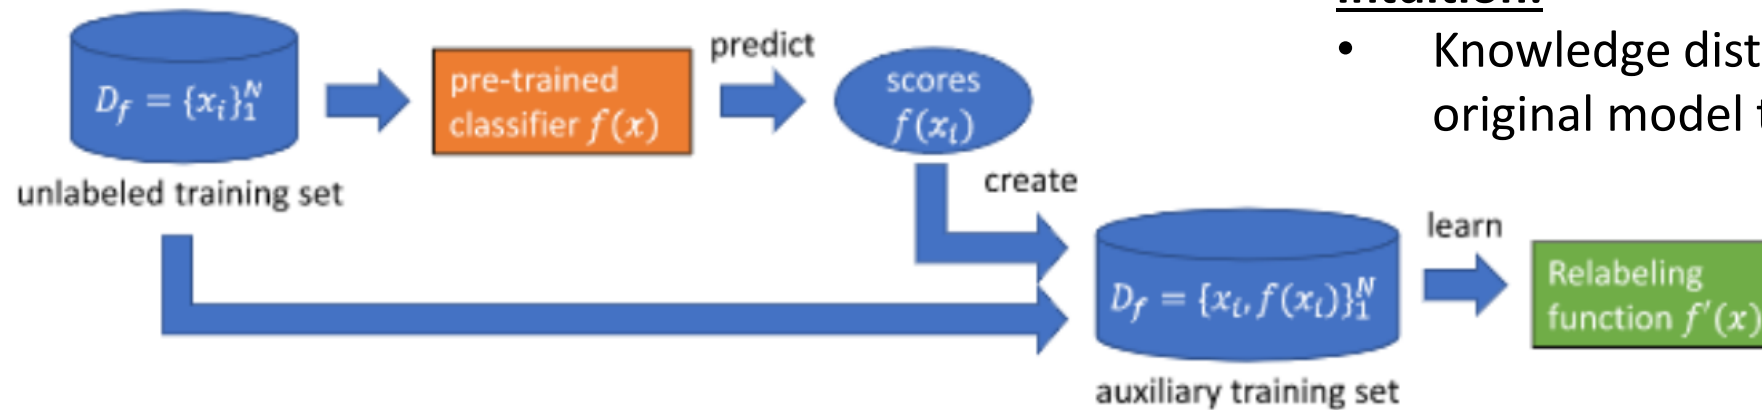 Intuition:
• Knowledge dist
original model t
predict
D_f = {x_i}_1^N
pre-trained
classifier f(x)
scores
f(x_i)
unlabeled training set
create
learn
D_f = {x_i, f(x_i)}_1^N
Relabeling
function f'(x)
auxiliary training set